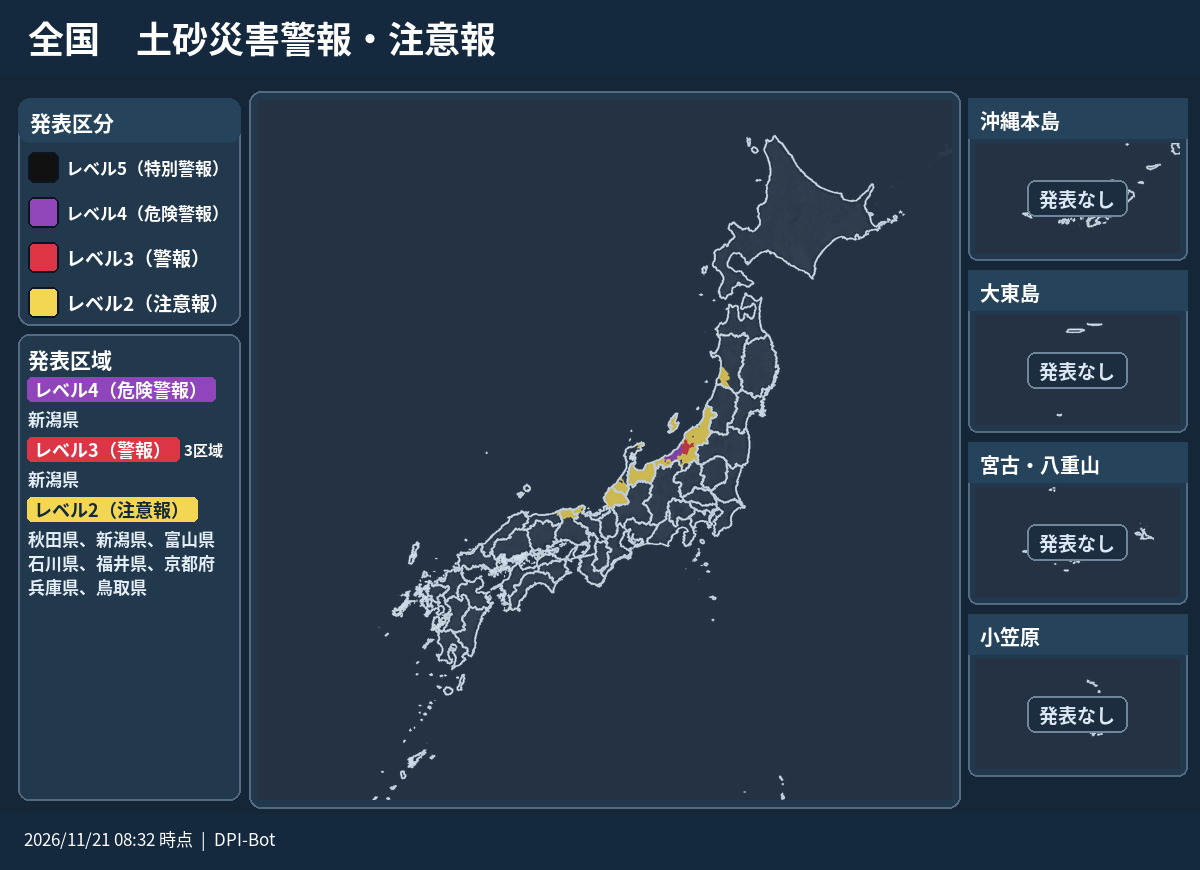 全国　土砂災害警報・注意報
発表区分
レベル5（特別警報）
レベル4（危険警報）
レベル3（警報）
レベル2（注意報）
発表区域
レベル4（危険警報）
新潟県
レベル3（警報） 3区域
新潟県
レベル2（注意報）
秋田県、新潟県、富山県
石川県、福井県、京都府
兵庫県、鳥取県
沖縄本島
発表なし
大東島
発表なし
宮古・八重山
発表なし
小笠原
発表なし
2026/11/21 08:32 時点 | DPI-Bot